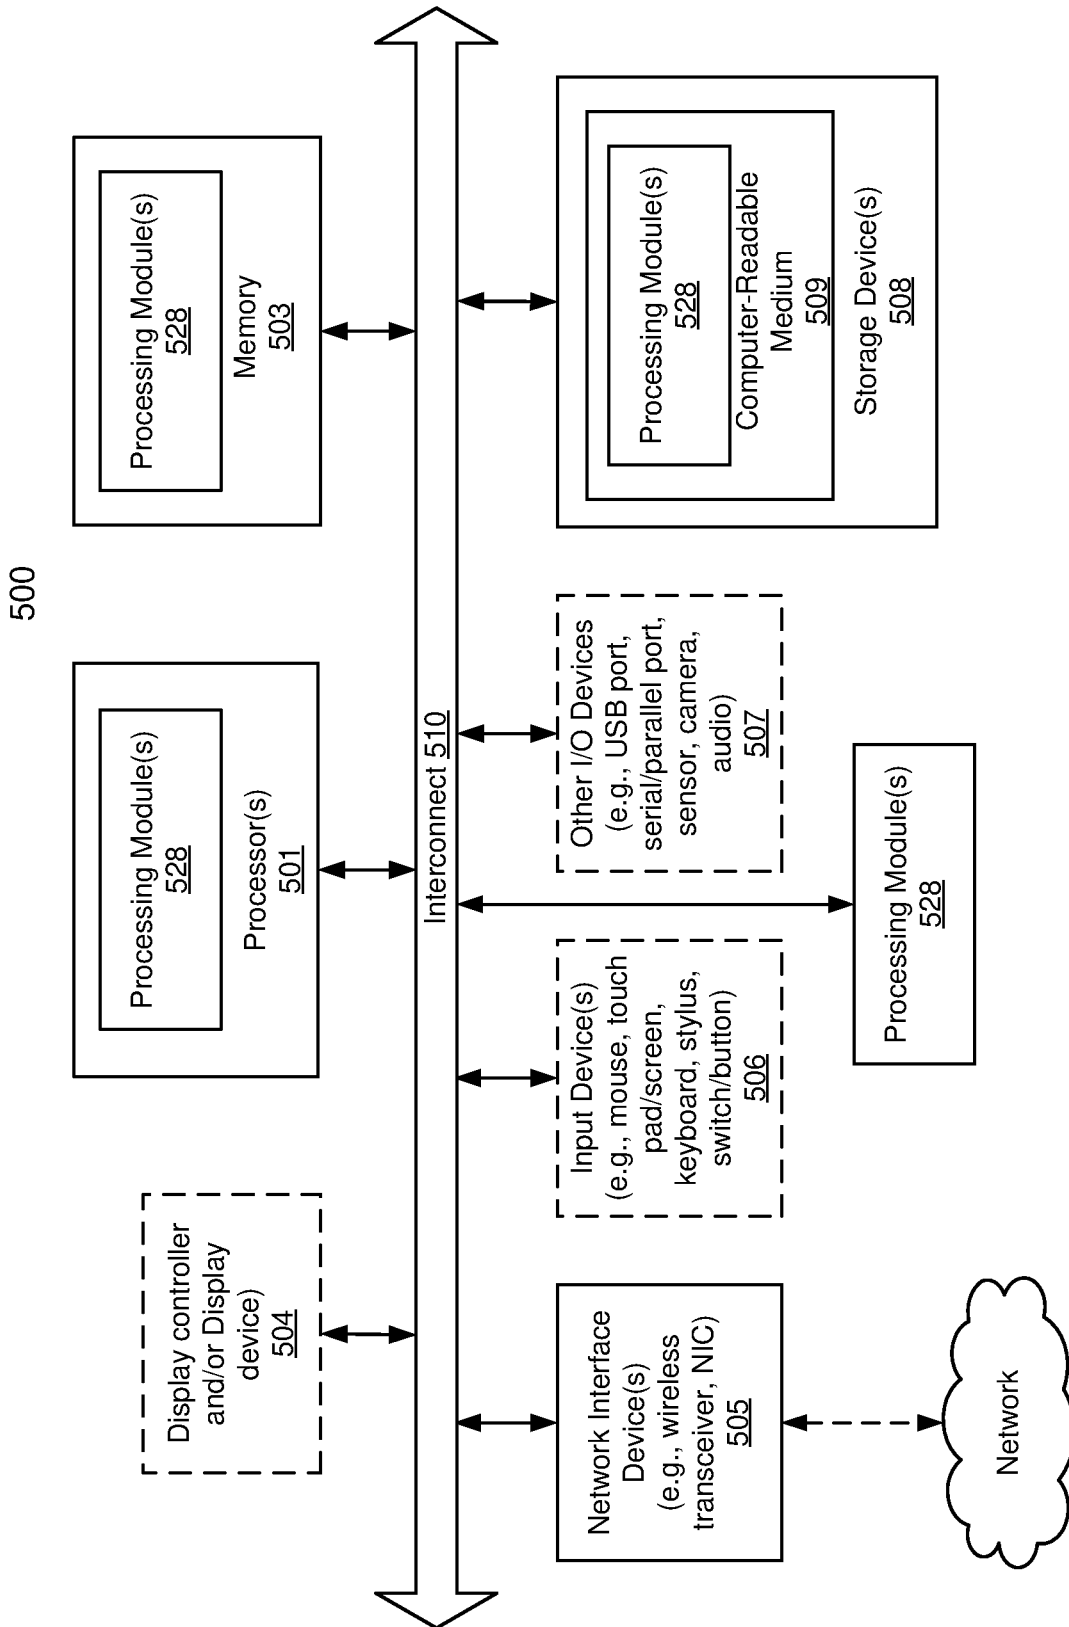 500
Display controller
and/or Display
device)
504
Processing Module(s)
528
Processor(s)
501
Processing Module(s)
528
Memory
503
Interconnect 510
Network Interface
Device(s)
(e.g., wireless
transceiver, NIC)
505
Input Device(s)
(e.g., mouse, touch
pad/screen,
keyboard, stylus,
switch/button)
506
Other I/O Devices
(e.g., USB port,
serial/parallel port,
sensor, camera,
audio)
507
Processing Module(s)
528
Computer-Readable
Medium
509
Storage Device(s)
508
Processing Module(s)
528
Network